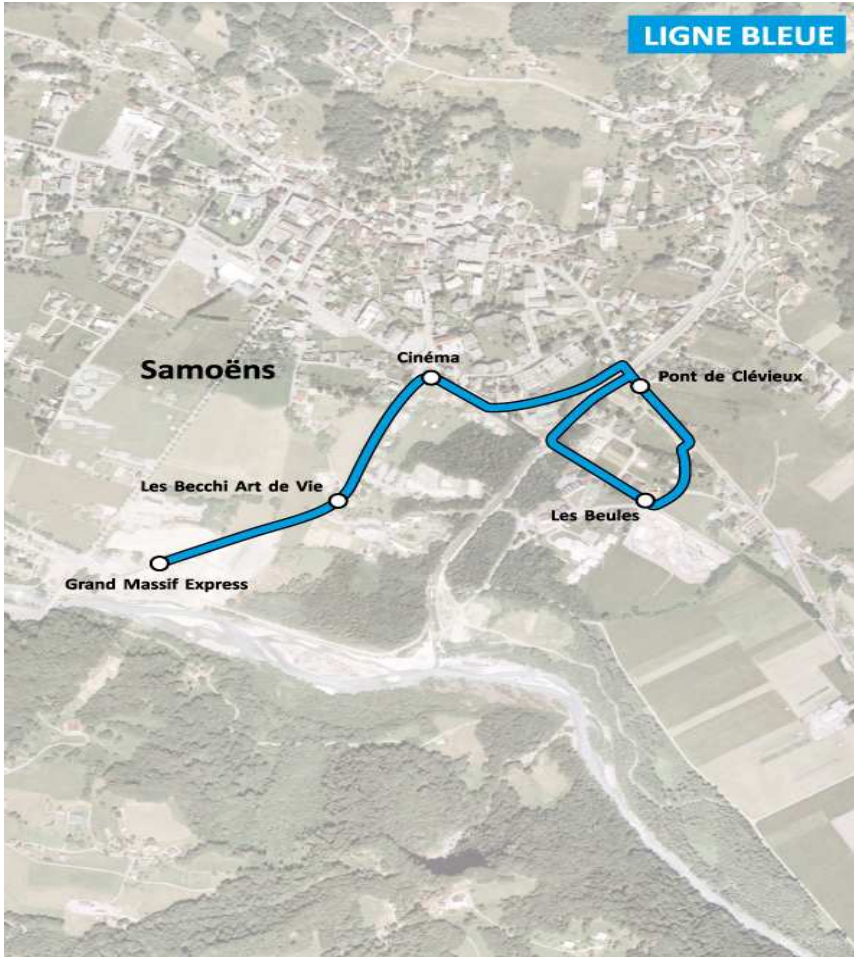 LIGNE BLEUE
Cinéma
Samoëns
Pont de Clévieux
Les Becchi Art de Vie
Les Beules
Grand Massif Express